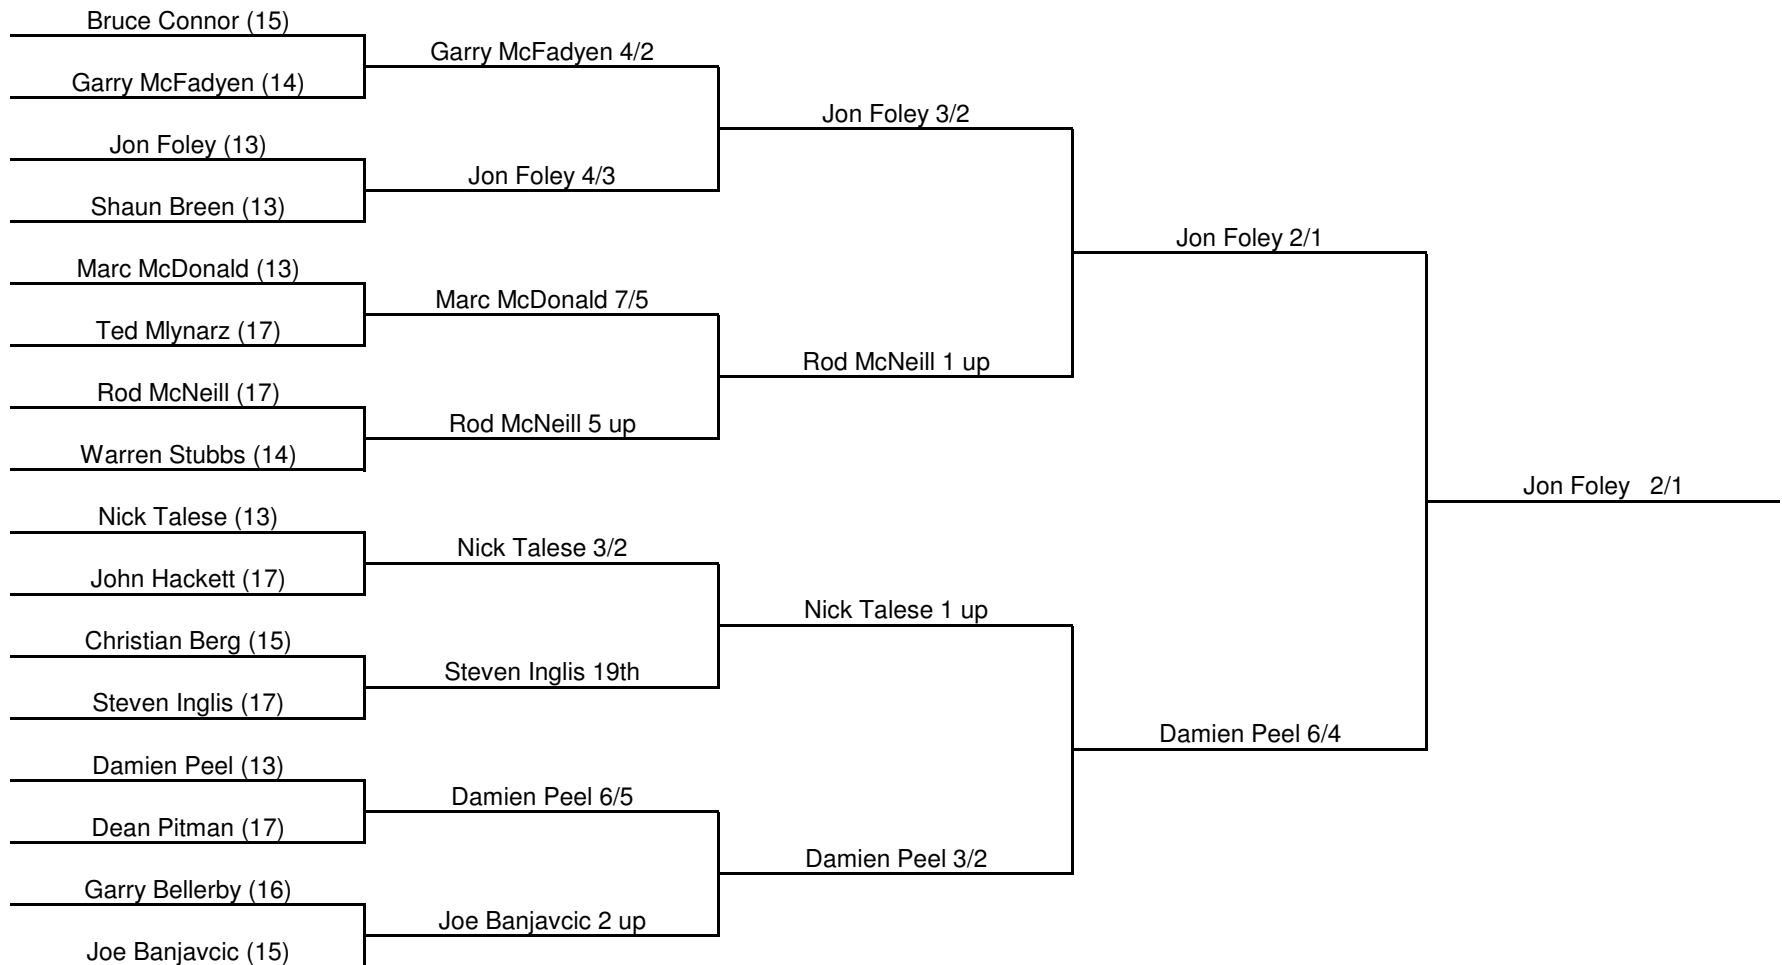 Bruce Connor (15)
Garry McFadyen 4/2
Garry McFadyen (14)
Jon Foley 3/2
Jon Foley (13)
Jon Foley 4/3
Shaun Breen (13)
Jon Foley 2/1
Marc McDonald (13)
Marc McDonald 7/5
Ted Mlynarz (17)
Rod McNeill 1 up
Rod McNeill (17)
Rod McNeill 5 up
Warren Stubbs (14)
Jon Foley 2/1
Nick Talese (13)
Nick Talese 3/2
John Hackett (17)
Nick Talese 1 up
Christian Berg (15)
Steven Inglis 19th
Steven Inglis (17)
Damien Peel 6/4
Damien Peel (13)
Damien Peel 6/5
Dean Pitman (17)
Damien Peel 3/2
Garry Bellerby (16)
Joe Banjavcic 2 up
Joe Banjavcic (15)